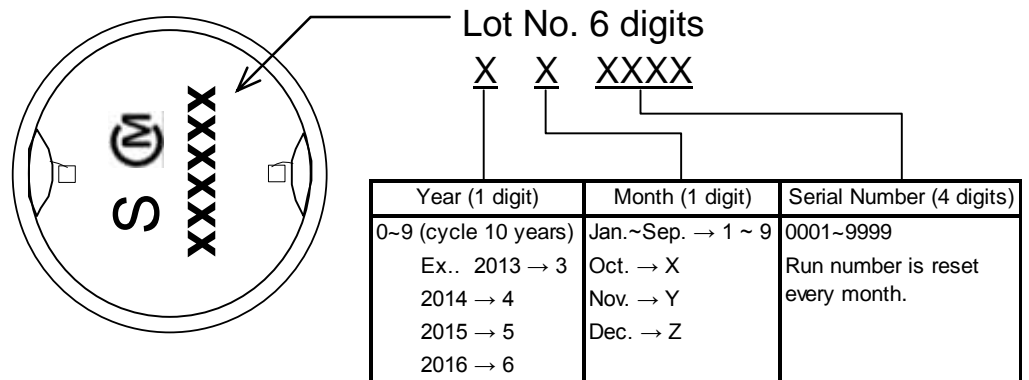 Lot No. 6 digits
X X XXXX
S M XXXXXX
Year (1 digit) Month (1 digit) Serial Number (4 digits)
0~9 (cycle 10 years) Jan.~Sep. → 1 ~ 9 0001~9999
Ex.. 2013 → 3 Oct. → X Run number is reset
2014 → 4 Nov. → Y every month.
2015 → 5 Dec. → Z
2016 → 6